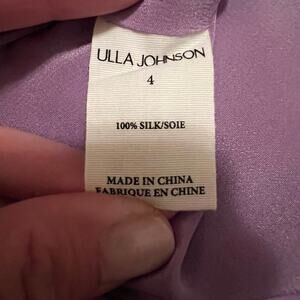 ULLA JOHNSON
4
100% SILK/SOIE
MADE IN CHINA
FABRIQUE EN CHINE